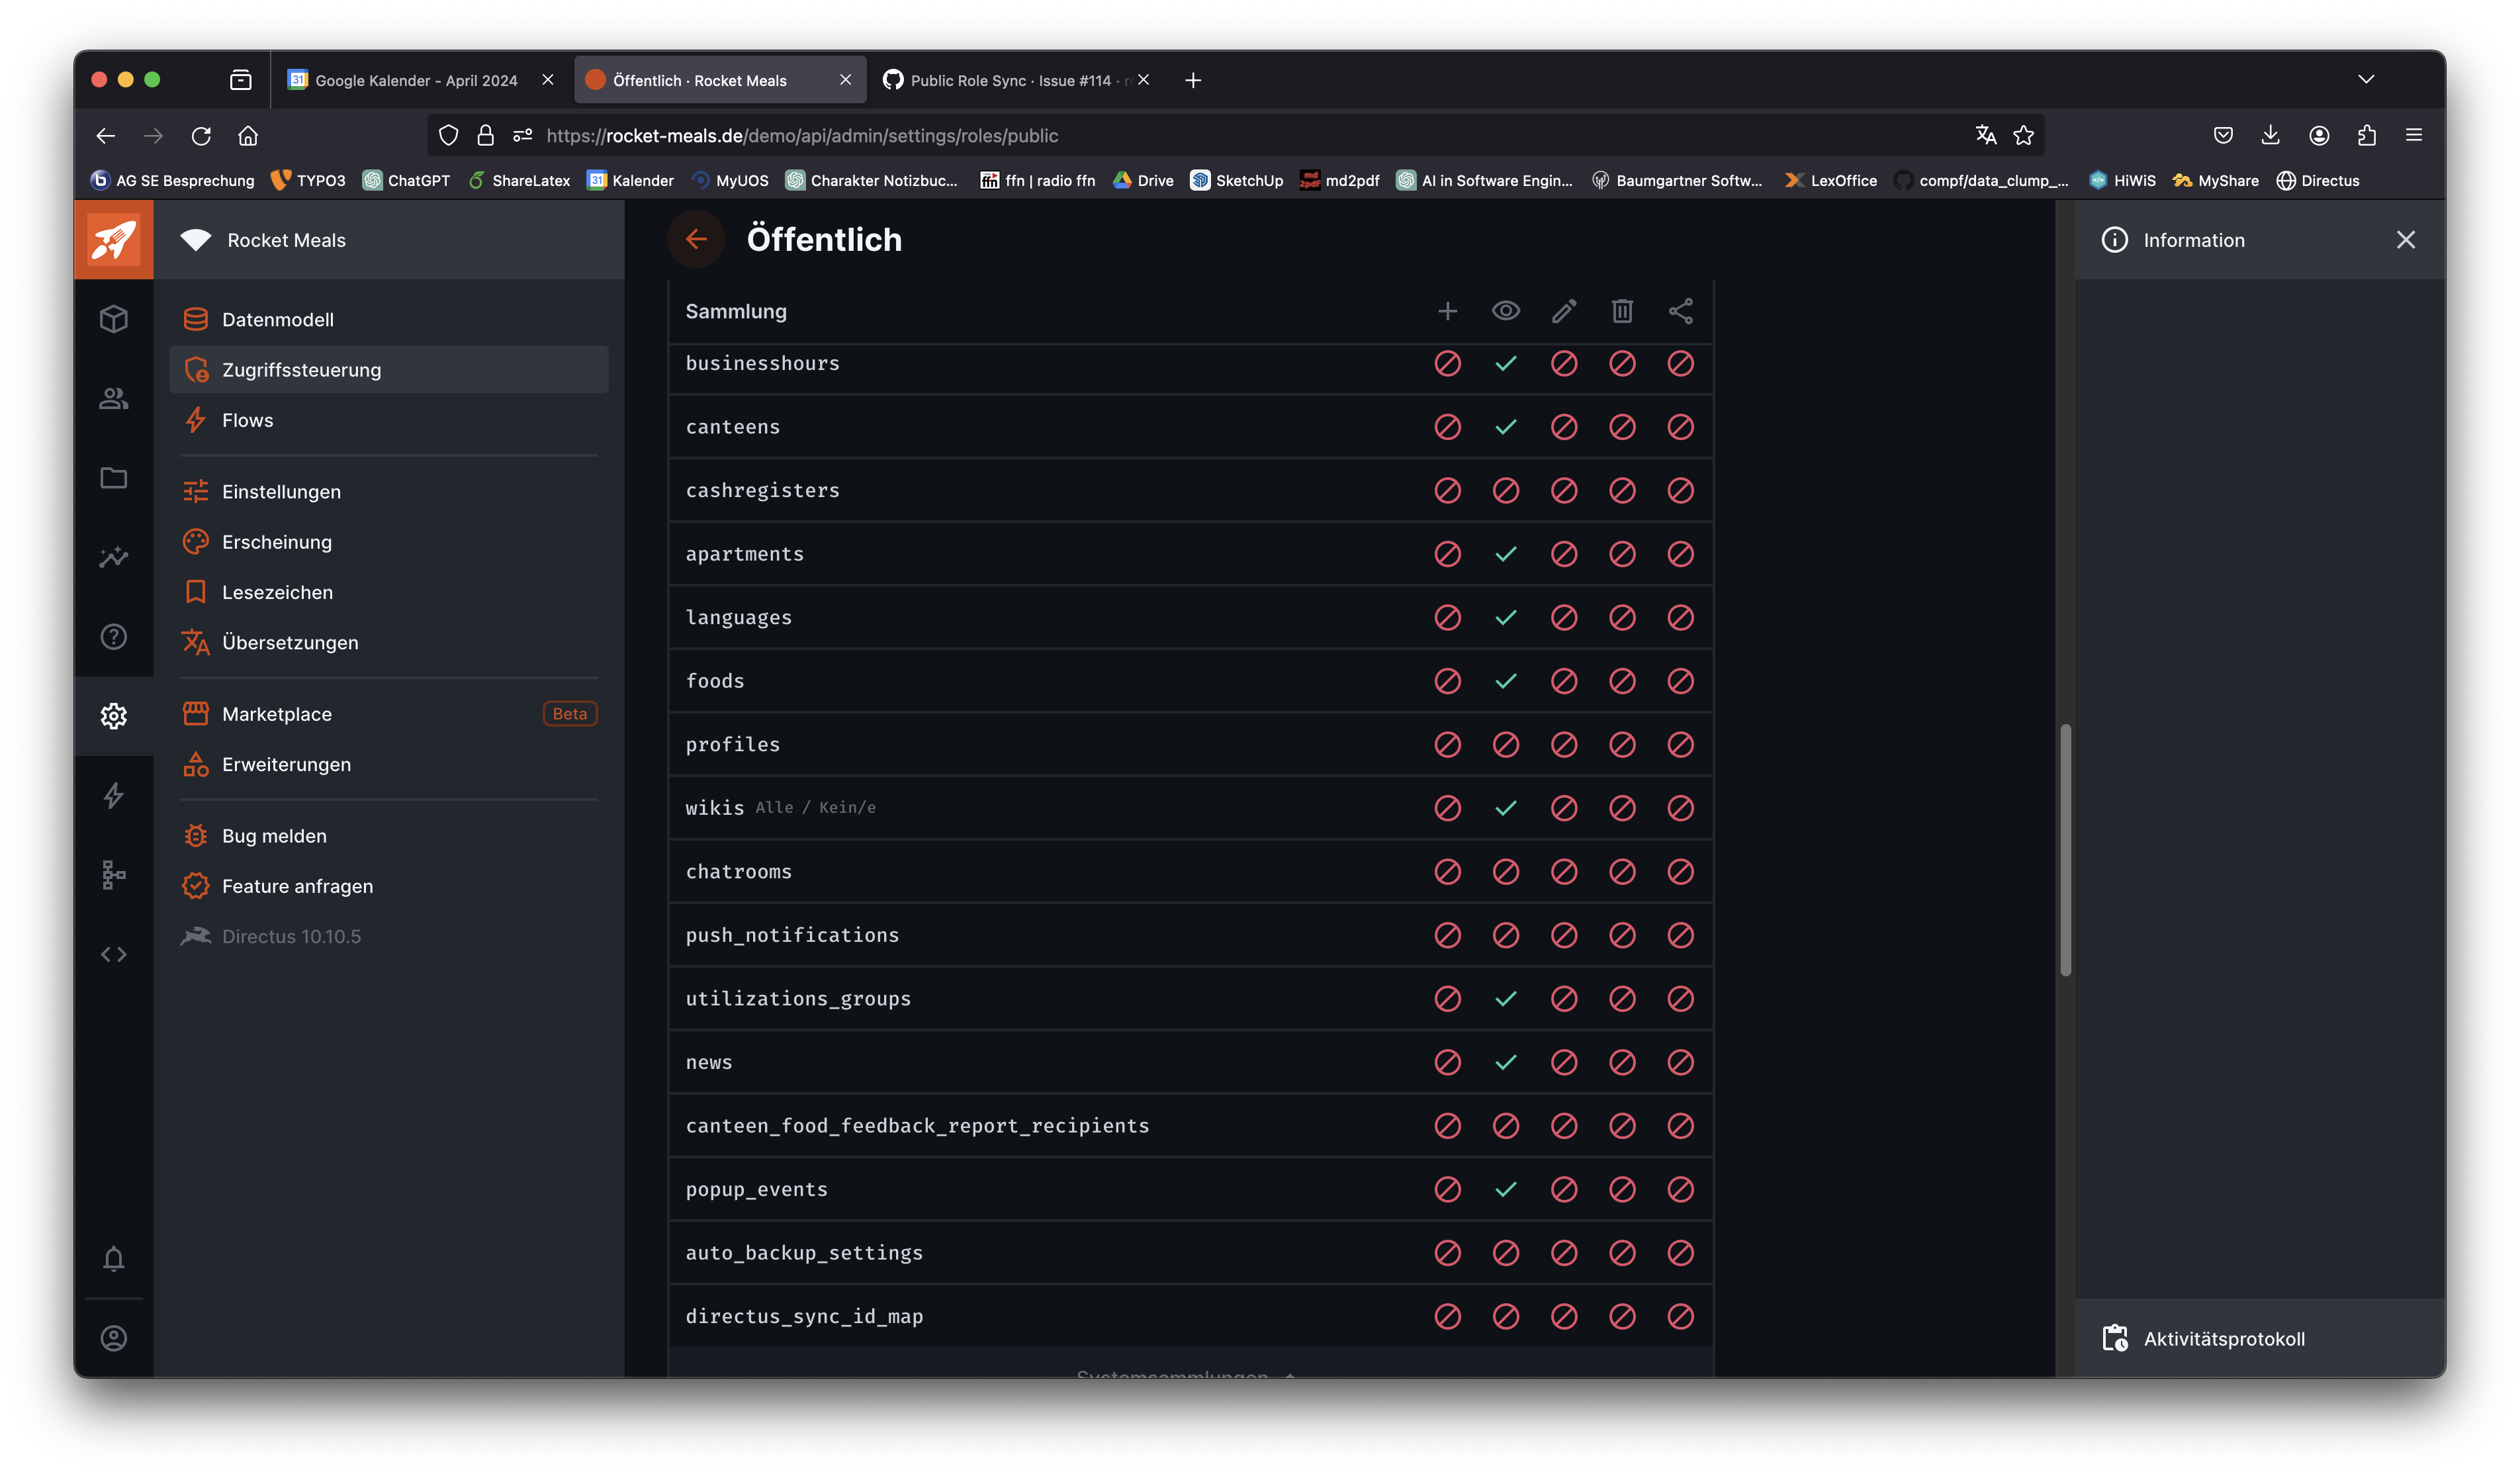 Google Kalender - April 2024
Öffentlich · Rocket Meals
Public Role Sync · Issue #114 ·
https://rocket-meals.de/demo/api/admin/settings/roles/public
AG SE Besprechung
TYPO3
ChatGPT
ShareLatex
31 Kalender
MyUOS
Charakter Notizbuc...
ffn | radio ffn
Drive
SketchUp
md2pdf
AI in Software Engin...
Baumgartner Softw...
LexOffice
compf/data_clump_...
HiWiS
MyShare
Directus
Rocket Meals
Datenmodell
Zugriffssteuerung
Flows
Einstellungen
Erscheinung
Lesezeichen
Übersetzungen
Marketplace Beta
Erweiterungen
Bug melden
Feature anfragen
Directus 10.10.5
Öffentlich
Sammlung
businesshours
canteens
cashregisters
apartments
languages
foods
profiles
wikis Alle / Kein/e
chatrooms
push_notifications
utilizations_groups
news
canteen_food_feedback_report_recipients
popup_events
auto_backup_settings
directus_sync_id_map
Systemsammlungen
Information
Aktivitätsprotokoll